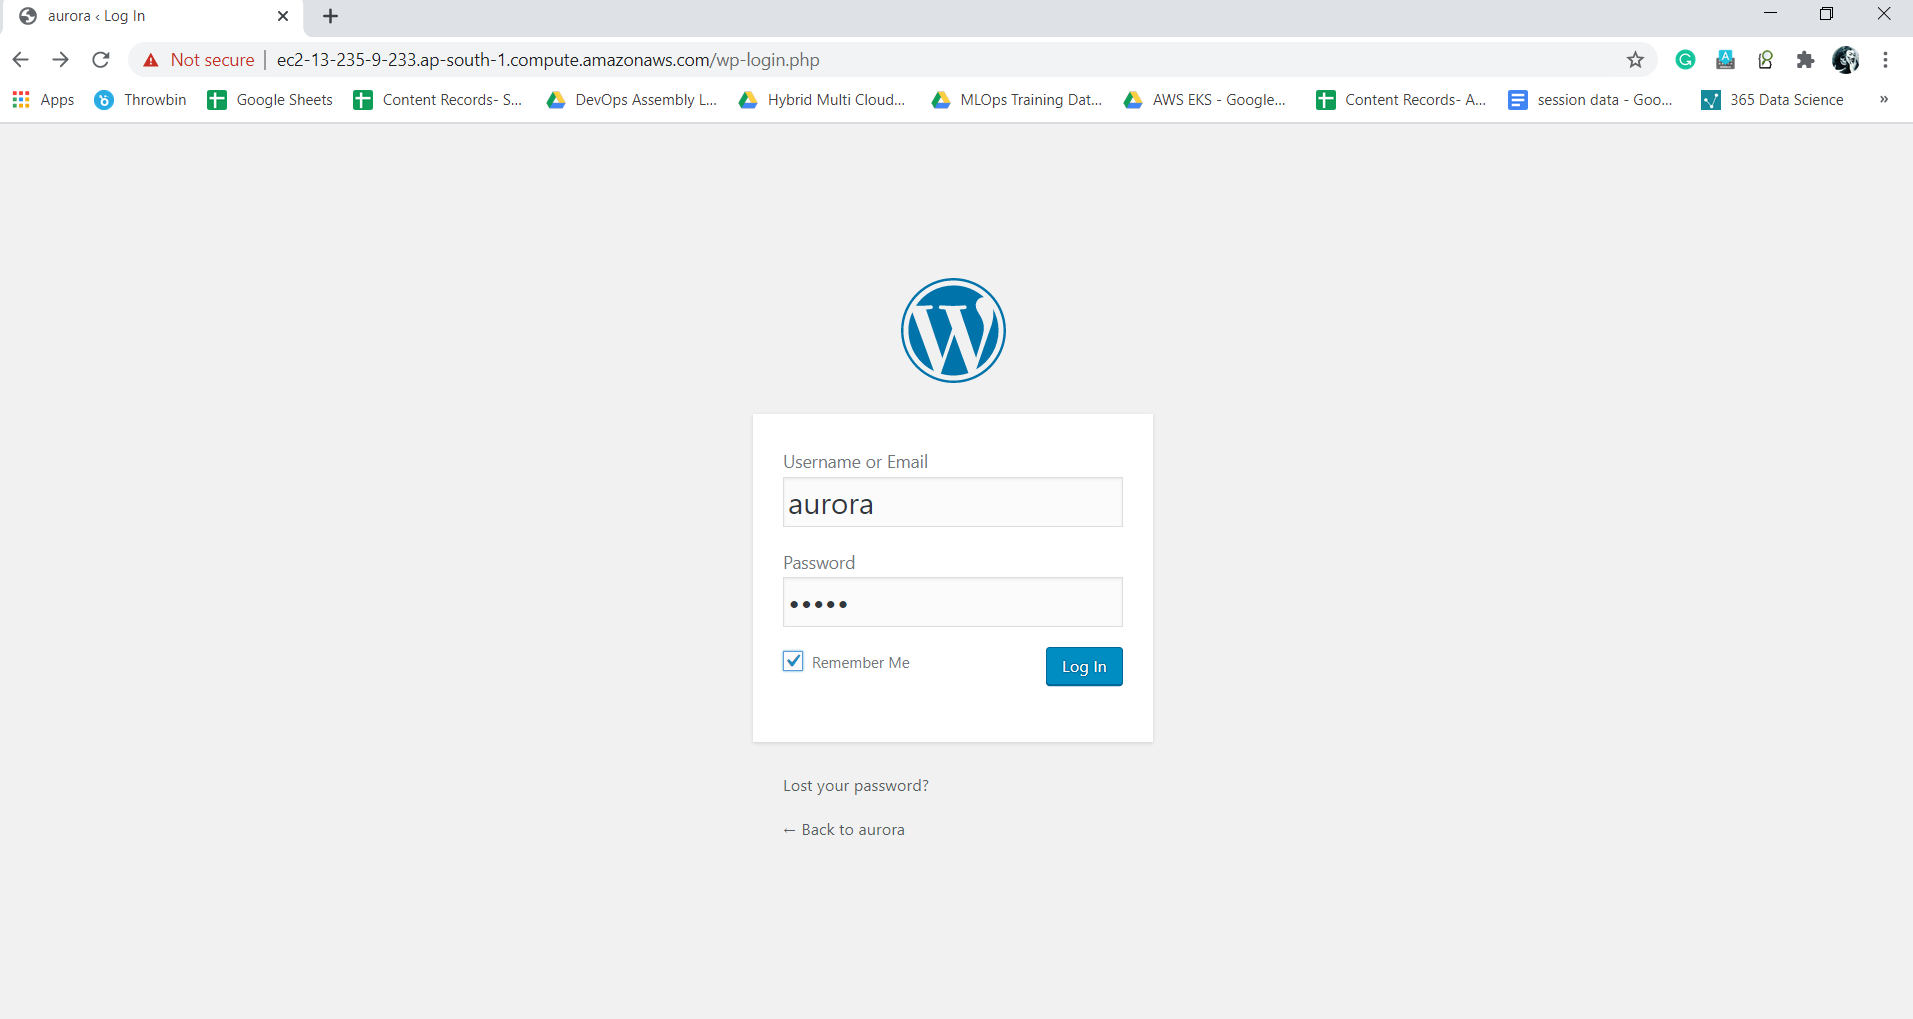 aurora ‹ Log In
Not secure ec2-13-235-9-233.ap-south-1.compute.amazonaws.com/wp-login.php
Apps Throwbin Google Sheets Content Records- S... DevOps Assembly L... Hybrid Multi Cloud... MLOps Training Dat... AWS EKS - Google... Content Records- A... session data - Goo... 365 Data Science »
Username or Email
aurora
Password
•••••
Remember Me Log In
Lost your password?
← Back to aurora